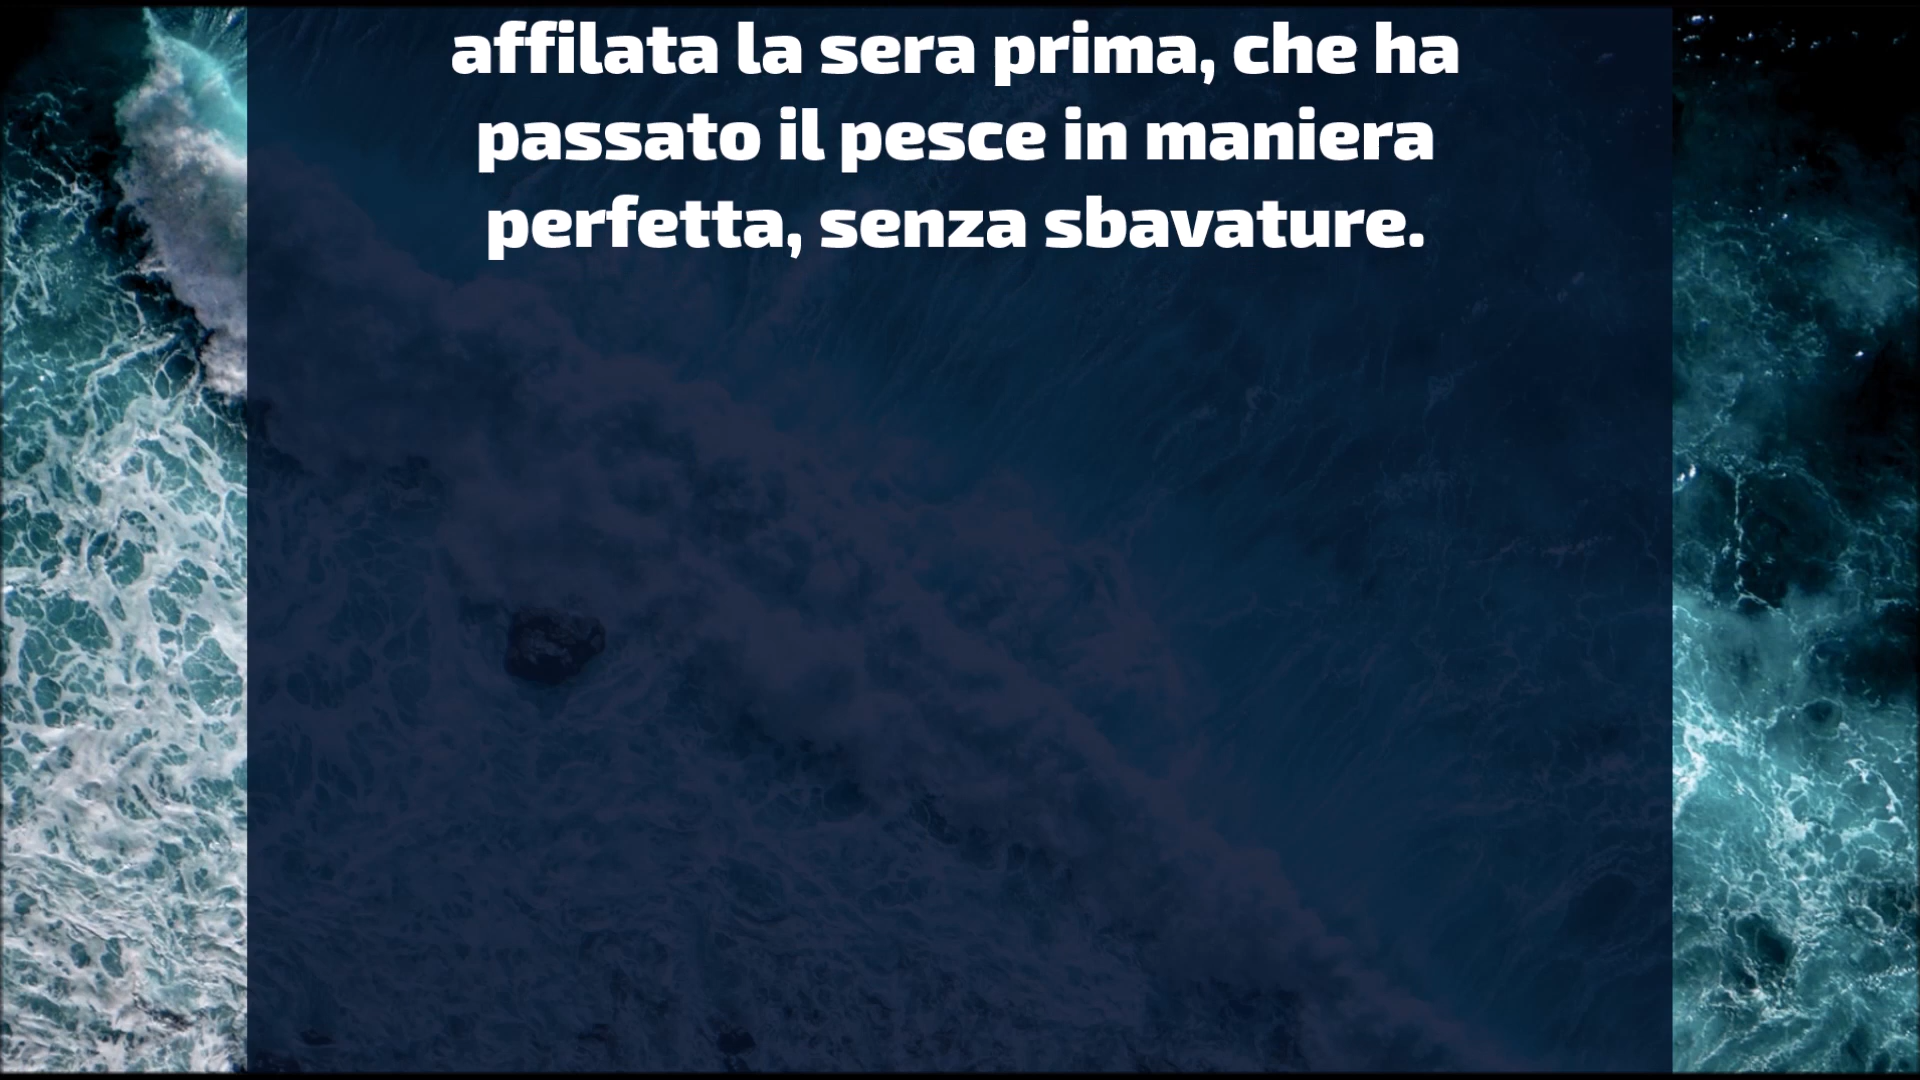 affilata la sera prima, che ha
passato il pesce in maniera
perfetta, senza sbavature.